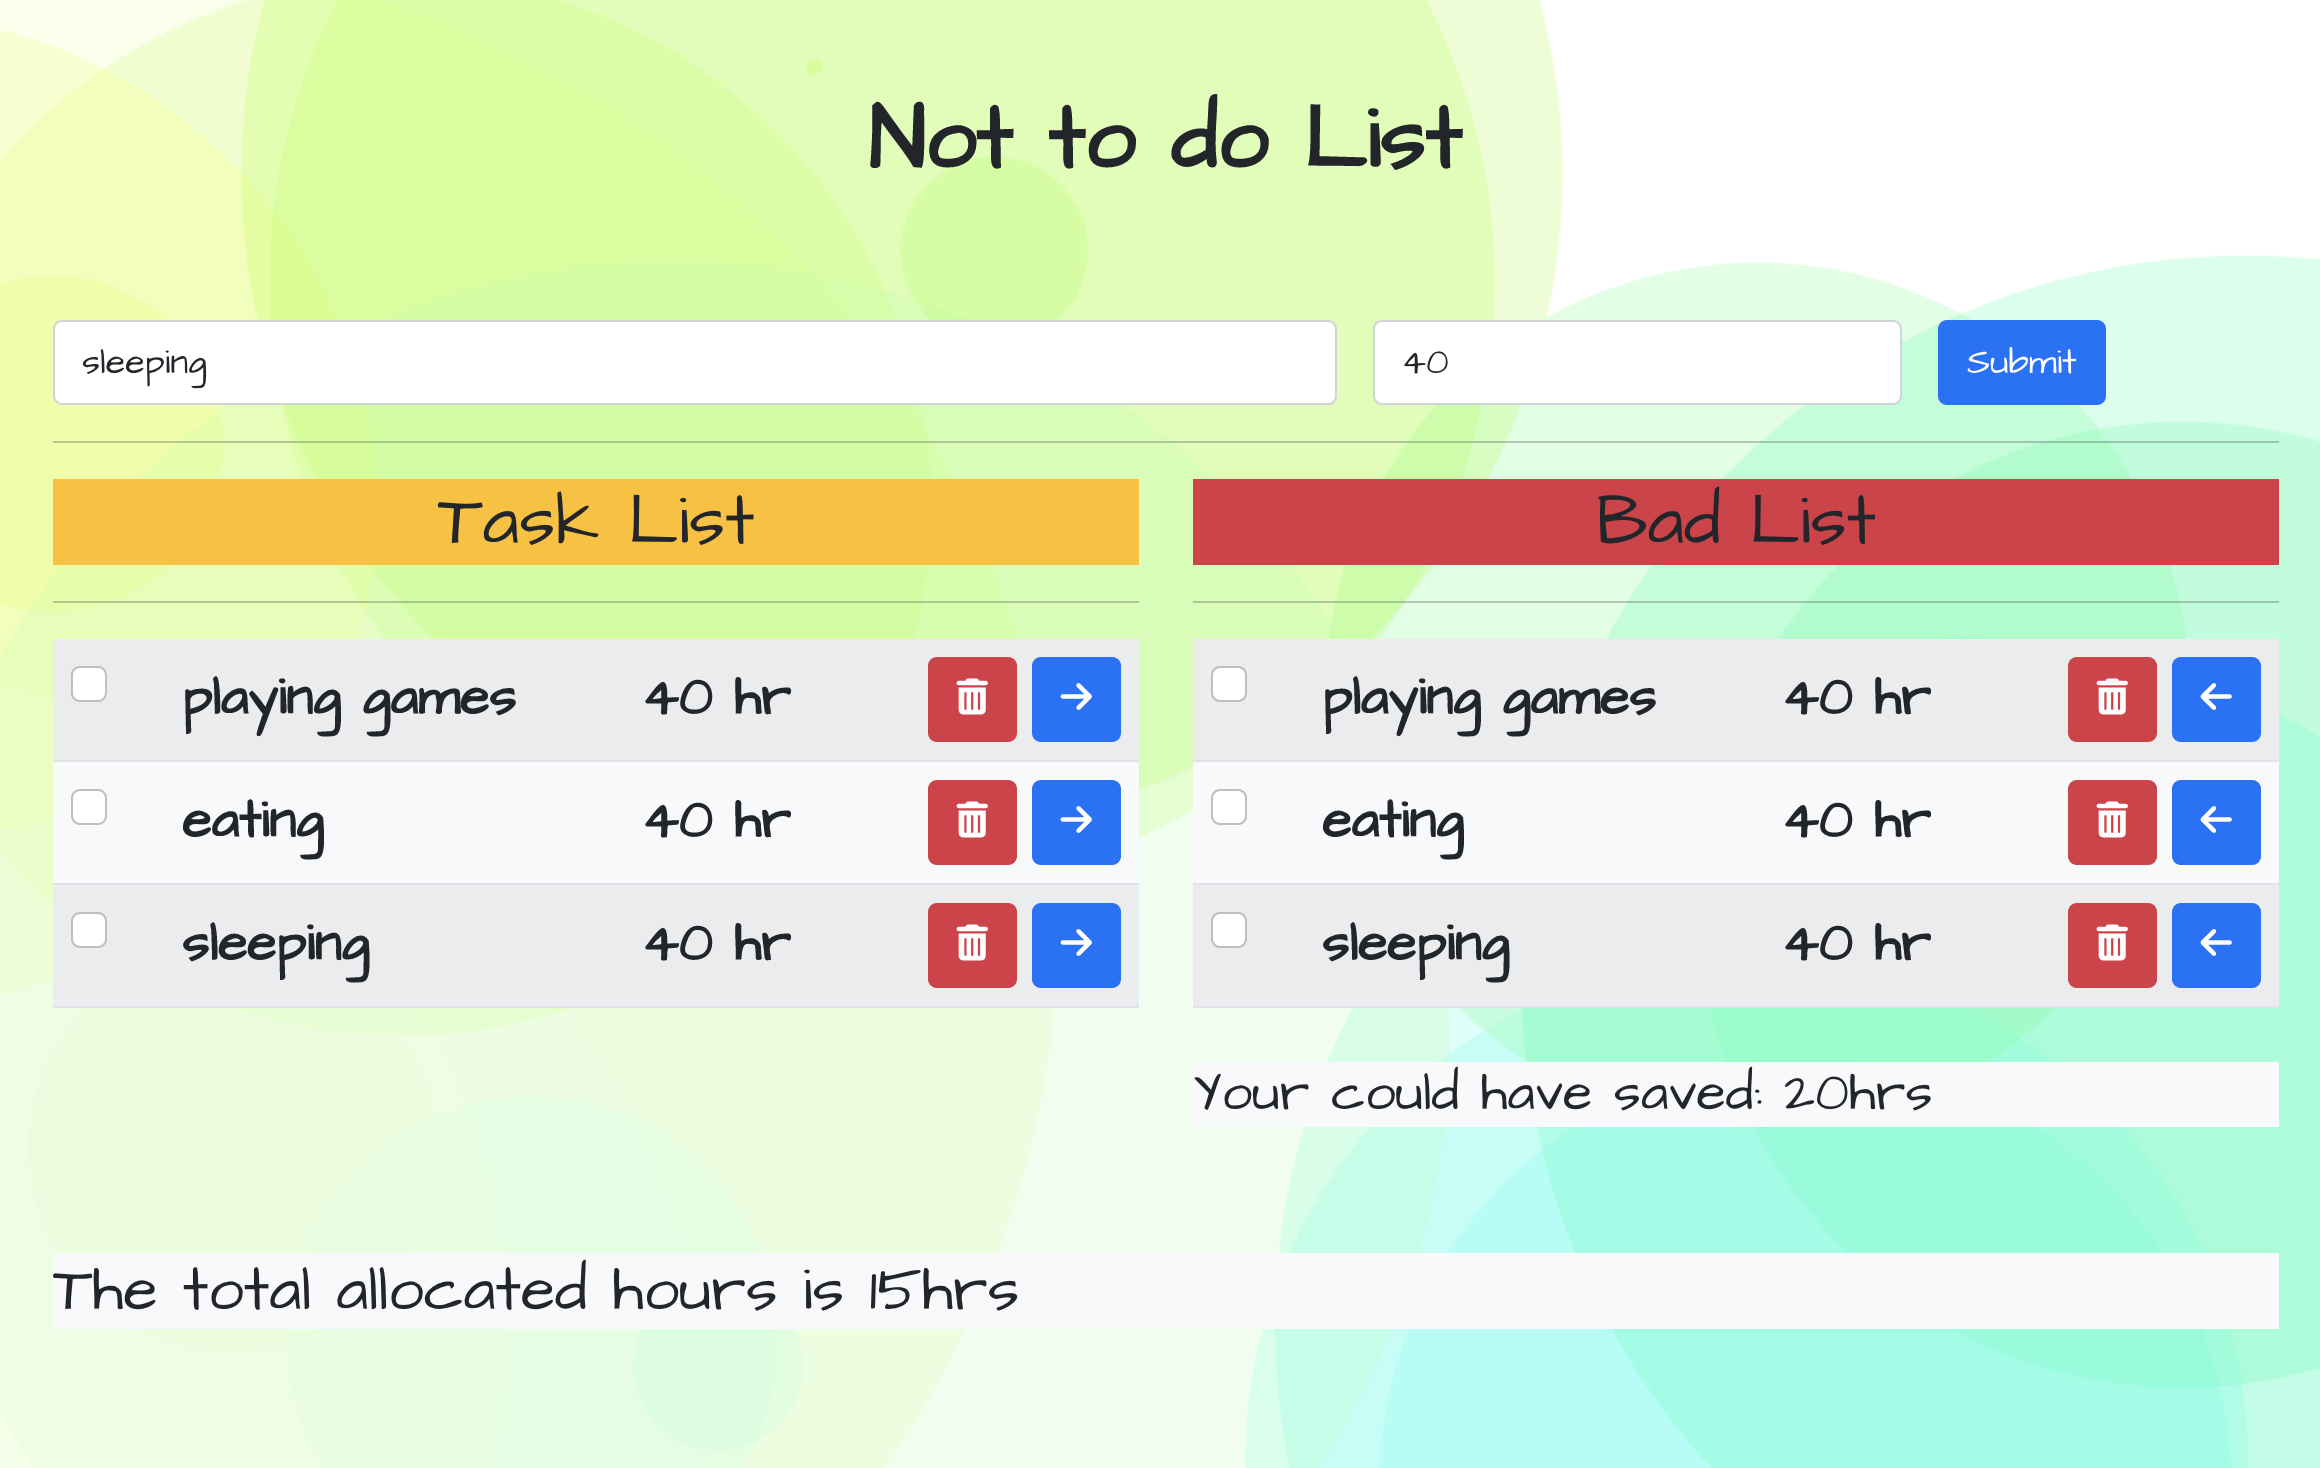 Not to do List
sleeping
40
Submit
Task List
playing games 40 hr
eating 40 hr
sleeping 40 hr
Bad List
playing games 40 hr
eating 40 hr
sleeping 40 hr
Your could have saved: 20hrs
The total allocated hours is 15hrs